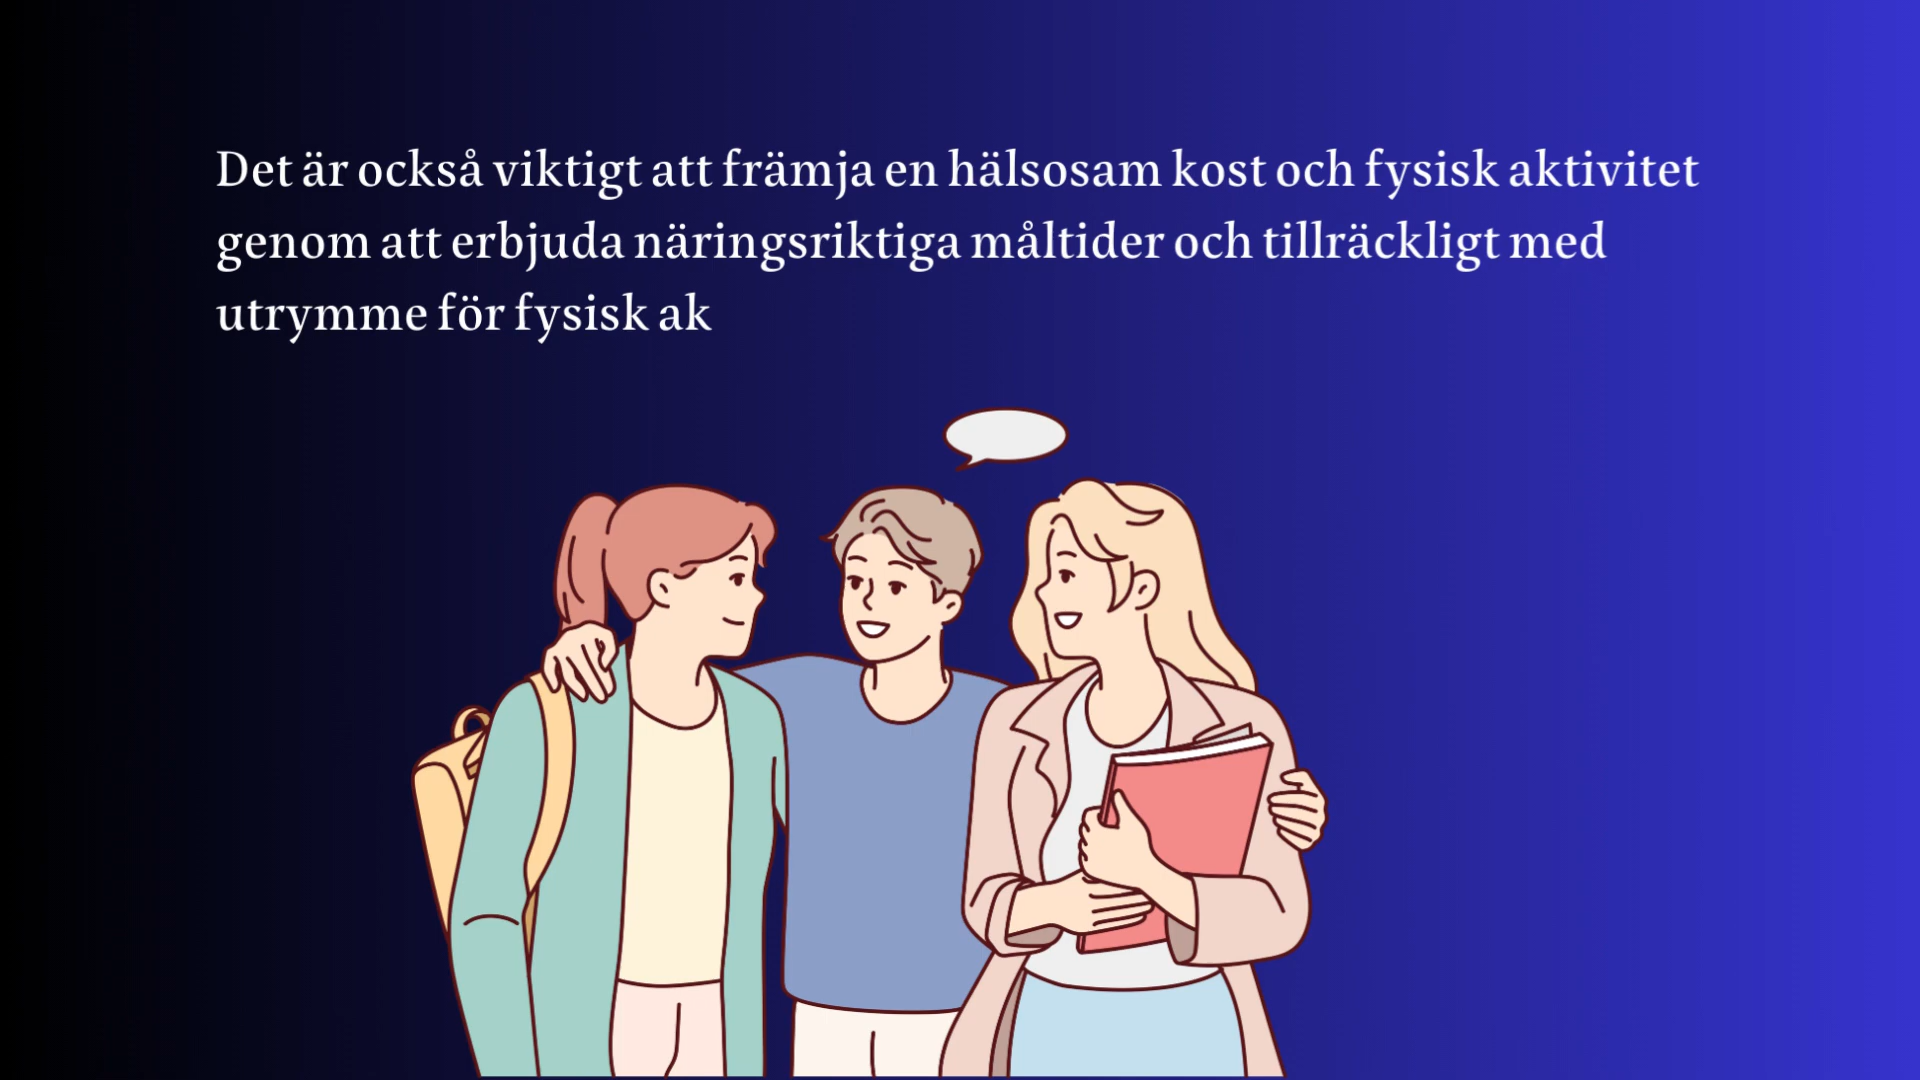 Det är också viktigt att främja en hälsosam kost och fysisk aktivitet
genom att erbjuda näringsriktiga måltider och tillräckligt med
utrymme för fysisk ak